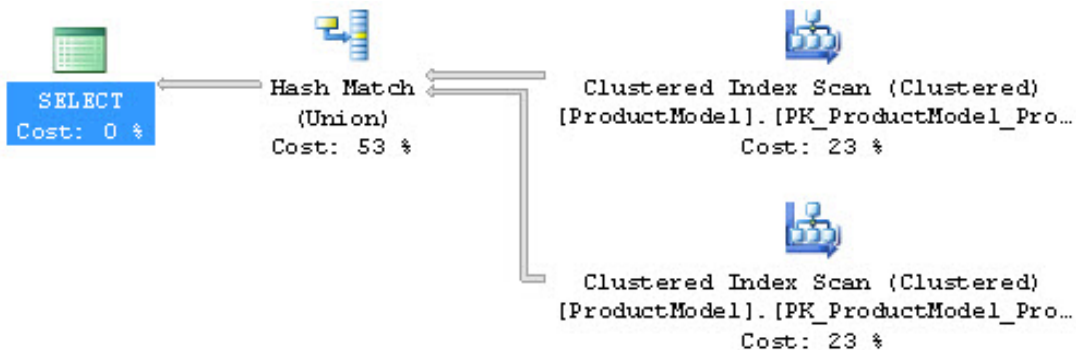 SELECT
Cost: 0 %
Hash Match
(Union)
Cost: 53 %
Clustered Index Scan (Clustered)
[ProductModel].[PK_ProductModel_Pro…
Cost: 23 %
Clustered Index Scan (Clustered)
[ProductModel].[PK_ProductModel_Pro…
Cost: 23 %